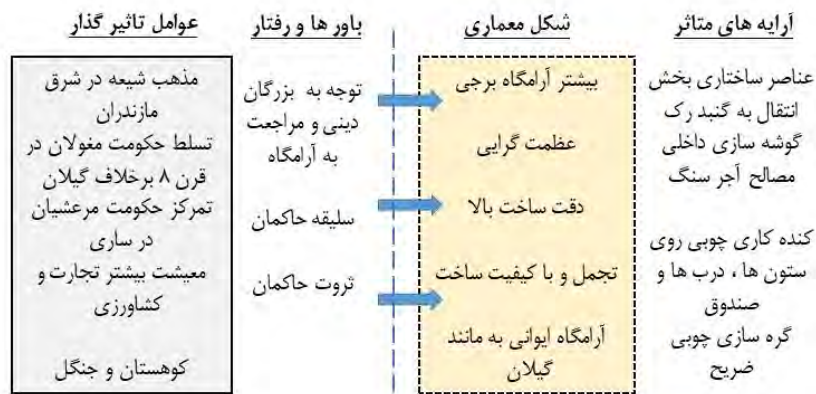 عوامل تاثیر گذار
مذهب شیعه در شرق
مازندران
تسلط حکومت مغولان در
قرن ۸ برخلاف گیلان
تمرکز حکومت مرعشیان
در ساری
معیشت بیشتر تجارت و
کشاورزی
کوهستان و جنگل
باور ها و رفتار
توجه به بزرگان
دینی و مراجعت
به آرامگاه
سلیقه حاکمان
ثروت حاکمان
شکل معماری
بیشتر آرامگاه برجی
عظمت گرایی
دقت ساخت بالا
تجمل و با کیفیت ساخت
آرامگاه ایوانی به مانند
گیلان
آرایه های متاثر
عناصر ساختاری بخش
انتقال به گنبد رک
گوشه سازی داخلی
مصالح آجر سنگ
کنده کاری چوبی روی
ستون ها ، درب ها و
صندوق
گره سازی چوبی
ضریح